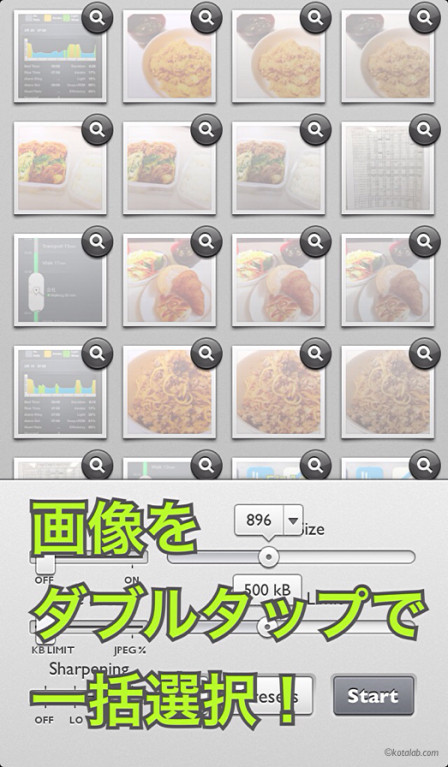 896
Size
画像を
OFF
ON
500 kB
ダブルタップで
KB LIMIT
JPEG %
Sharpening
一括選択！
Presets
Start
OFF
LO
©kotalab.com